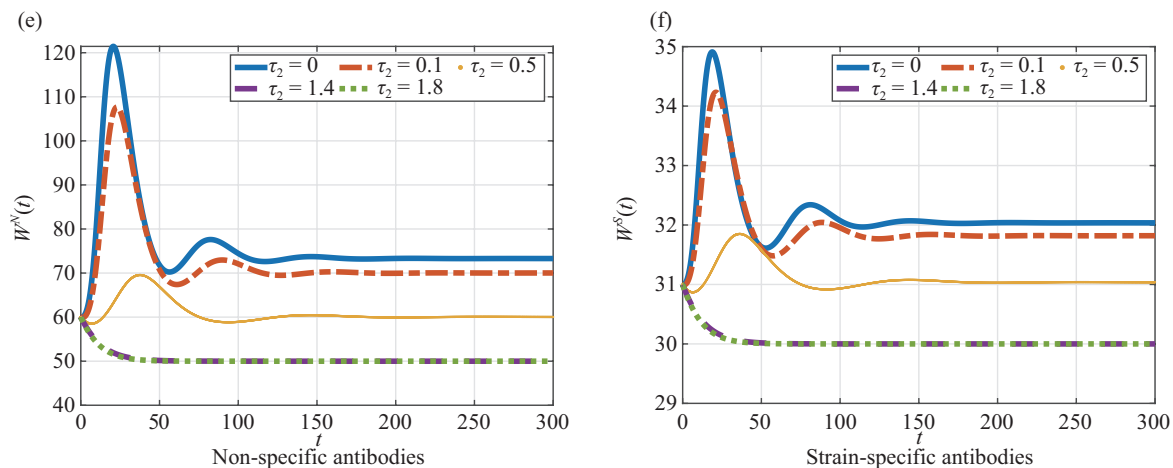 (e)
120
110
100
90
80
70
60
50
40
W^N(t)
τ₂ = 0 τ₂ = 0.1 τ₂ = 0.5
τ₂ = 1.4 τ₂ = 1.8
0 50 100 150 200 250 300
t
Non-specific antibodies
(f)
35
34
33
32
31
30
29
W^S(t)
τ₂ = 0 τ₂ = 0.1 τ₂ = 0.5
τ₂ = 1.4 τ₂ = 1.8
0 50 100 150 200 250 300
t
Strain-specific antibodies